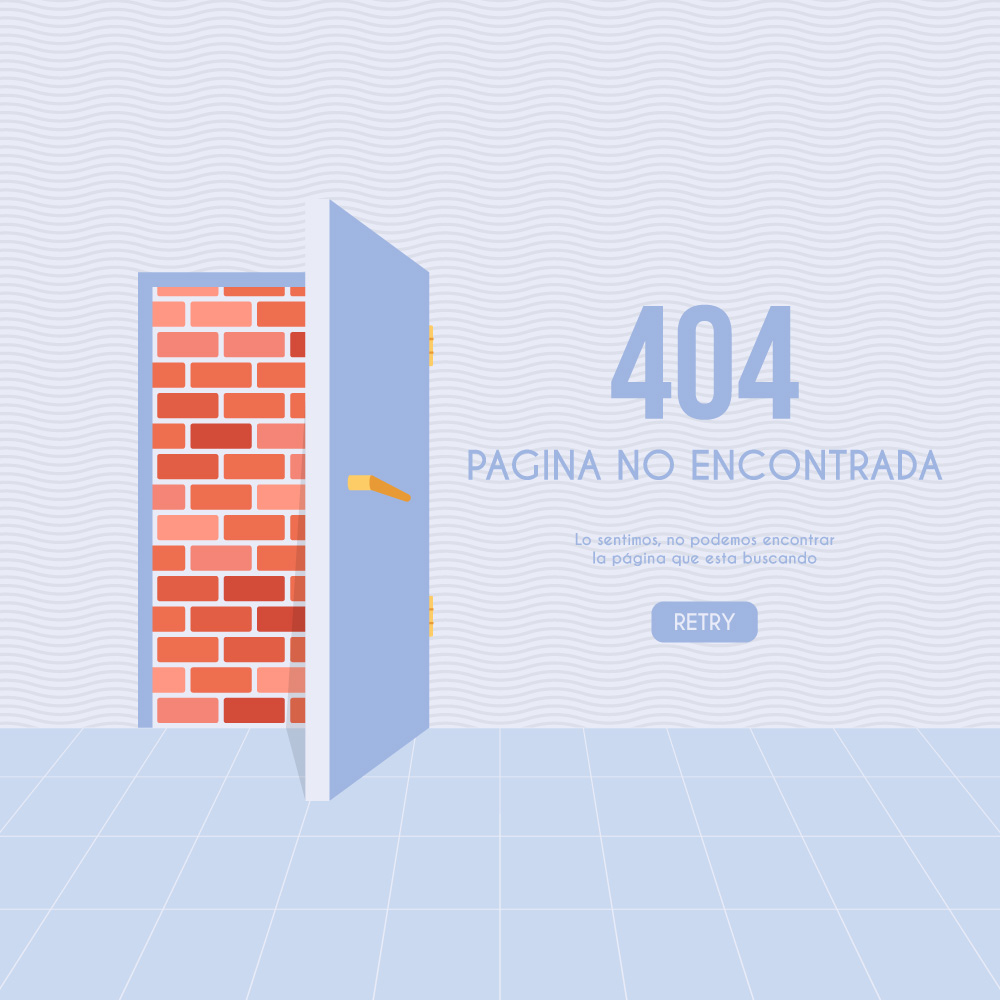 404
PAGINA NO ENCONTRADA
Lo sentimos, no podemos encontrar
la página que esta buscando
RETRY